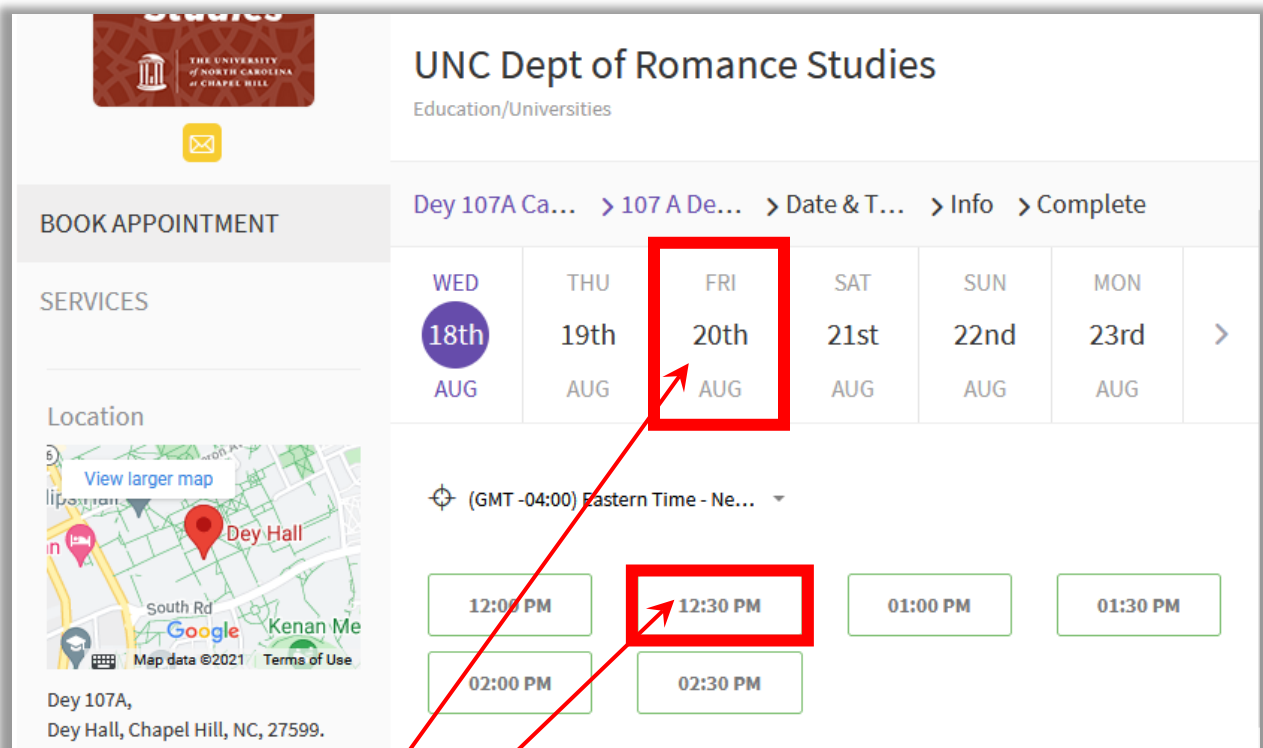 Studies
THE UNIVERSITY
of NORTH CAROLINA
at CHAPEL HILL
BOOK APPOINTMENT
SERVICES
Location
View larger map
Dey Hall
South Rd
Google
Kenan Me
Map data ©2021 Terms of Use
Dey 107A,
Dey Hall, Chapel Hill, NC, 27599.
UNC Dept of Romance Studies
Education/Universities
Dey 107A Ca... > 107 A De... > Date & T... > Info > Complete
WED THU FRI SAT SUN MON
18th 19th 20th 21st 22nd 23rd >
AUG AUG AUG AUG AUG AUG
(GMT -04:00) Eastern Time - Ne...
12:00 PM 12:30 PM 01:00 PM 01:30 PM
02:00 PM 02:30 PM